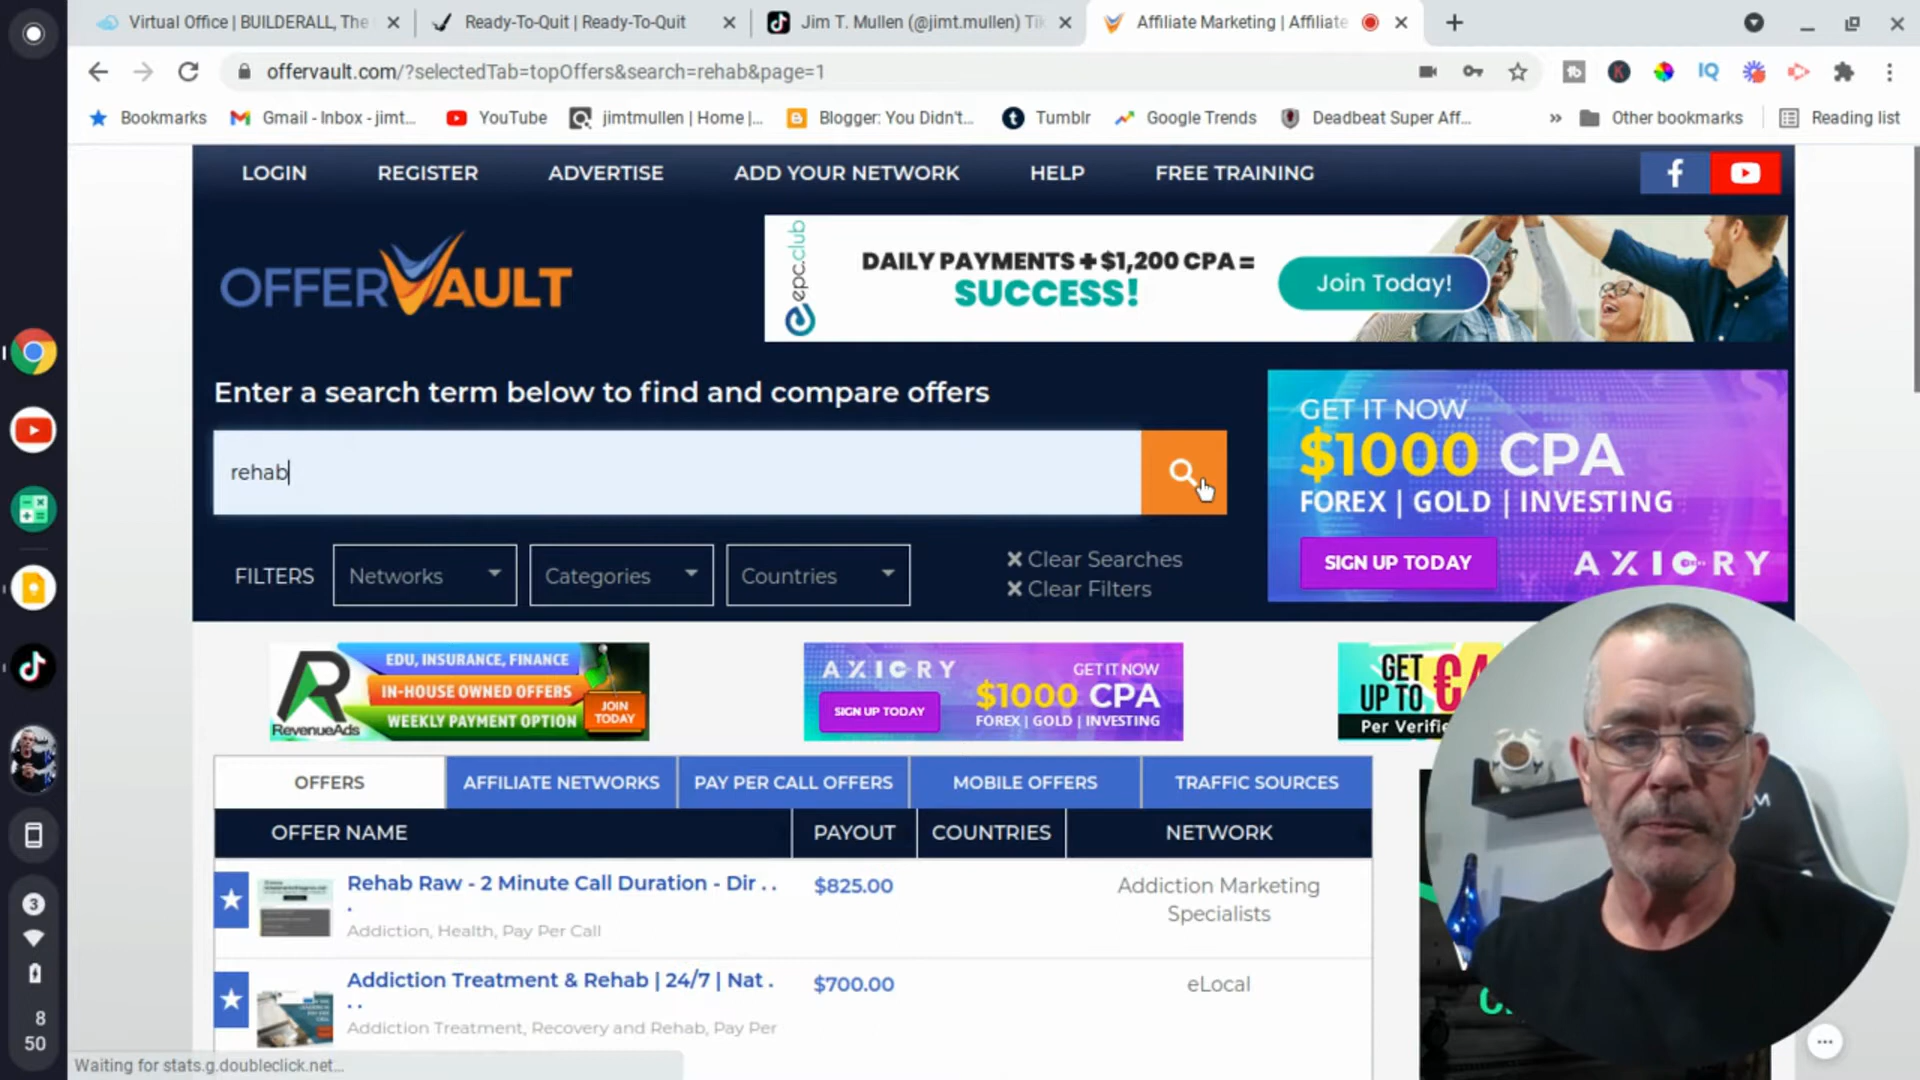 Virtual Office | BUILDERALL, The
Ready-To-Quit | Ready-To-Quit
Jim T. Mullen (@jimt.mullen) Tik
Affiliate Marketing | Affiliate
offervault.com/?selectedTab=topOffers&search=rehab&page=1
Bookmarks
Gmail - Inbox - jimt...
YouTube
jimtmullen | Home |...
Blogger: You Didn't...
Tumblr
Google Trends
Deadbeat Super Aff...
»
Other bookmarks
Reading list
LOGIN
REGISTER
ADVERTISE
ADD YOUR NETWORK
HELP
FREE TRAINING
OFFERVAULT
epc.club
DAILY PAYMENTS + $1,200 CPA =
SUCCESS!
Join Today!
Enter a search term below to find and compare offers
rehab
GET IT NOW
$1000 CPA
FOREX | GOLD | INVESTING
SIGN UP TODAY
AXIORY
FILTERS
Networks
Categories
Countries
Clear Searches
Clear Filters
RevenueAds
EDU, INSURANCE, FINANCE
IN-HOUSE OWNED OFFERS
WEEKLY PAYMENT OPTION
JOIN
TODAY
AXIORY
SIGN UP TODAY
GET IT NOW
$1000 CPA
FOREX | GOLD | INVESTING
GET
UP TO
Per Verifie
OFFERS
AFFILIATE NETWORKS
PAY PER CALL OFFERS
MOBILE OFFERS
TRAFFIC SOURCES
OFFER NAME
PAYOUT
COUNTRIES
NETWORK
Rehab Raw - 2 Minute Call Duration - Dir . .
.
Addiction, Health, Pay Per Call
$825.00
Addiction Marketing
Specialists
Addiction Treatment & Rehab | 24/7 | Nat .
. .
Addiction Treatment, Recovery and Rehab, Pay Per
$700.00
eLocal
3
8
50
Waiting for stats.g.doubleclick.net...